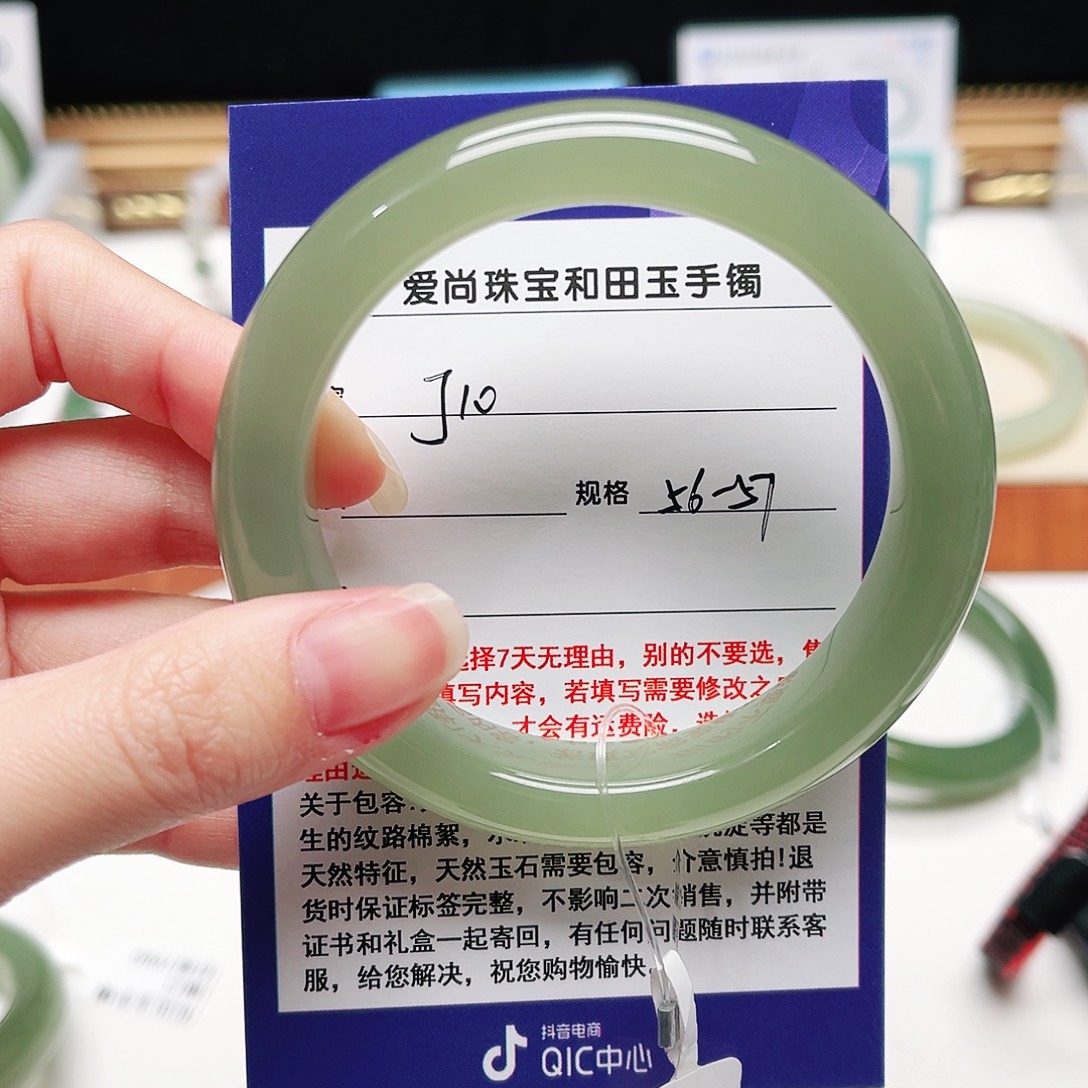 爱尚珠宝和田玉手镯
J10
规格 56-57
择7天无理由，别的不要选，
填写内容，若填写需要修改之
才会有运费险，选
理由
关于包容
生的纹路棉絮，
等都是
天然特征，天然玉石需要包容，介意慎拍！退
货时保证标签完整，不影响二次销售，并附带
证书和礼盒一起寄回，有任何问题随时联系客
服，给您解决，祝您购物愉快。
抖音电商
QIC中心